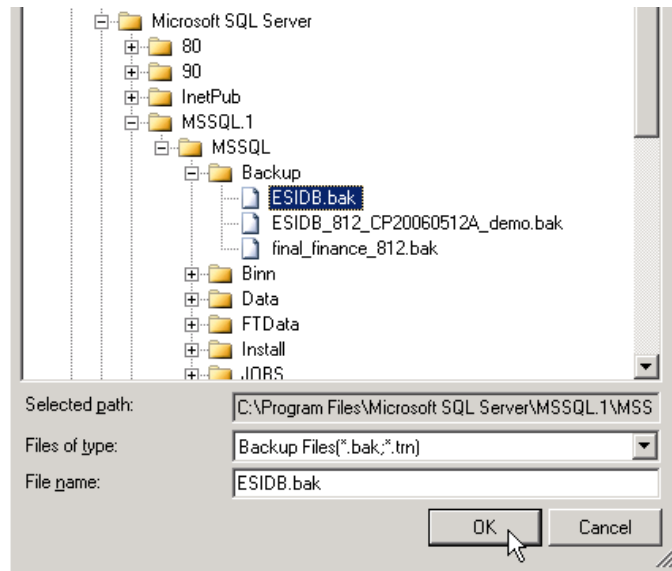 Microsoft SQL Server
80
90
InetPub
MSSQL.1
MSSQL
Backup
ESIDB.bak
ESIDB_812_CP20060512A_demo.bak
final_finance_812.bak
Binn
Data
FTData
Install
JOBS
Selected path: C:\Program Files\Microsoft SQL Server\MSSQL.1\MSS
Files of type: Backup Files(*.bak;*.trn)
File name: ESIDB.bak
OK Cancel